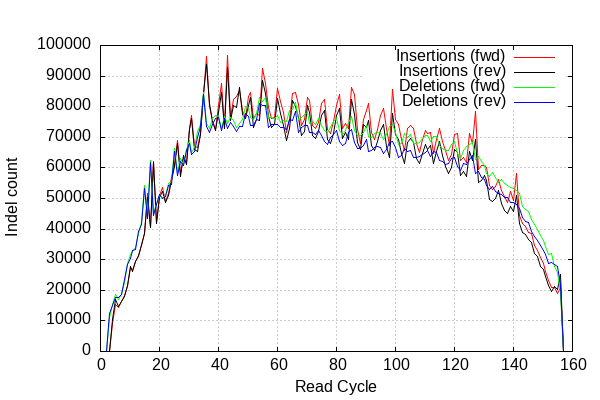 100000
90000
80000
70000
60000
50000
40000
30000
20000
10000
0
Indel count
Insertions (fwd)
Insertions (rev)
Deletions (fwd)
Deletions (rev)
0 20 40 60 80 100 120 140 160
Read Cycle